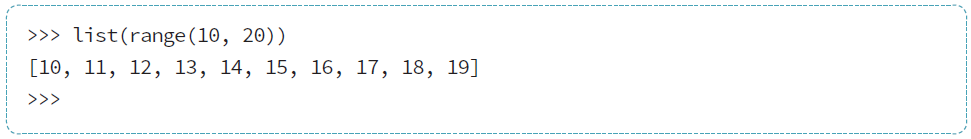 >>> list(range(10, 20))
[10, 11, 12, 13, 14, 15, 16, 17, 18, 19]
>>>